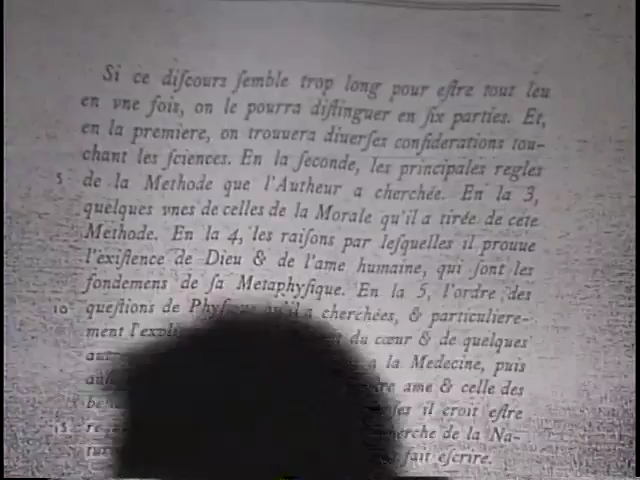 Si ce diſcours ſemble trop long pour eſtre tout leu
en vne fois, on le pourra diſtinguer en ſix parties. Et,
en la premiere, on trouuera diuerſes conſiderations tou-
chant les ſciences. En la ſeconde, les principales regles
5 de la Methode que l'Autheur a cherchée. En la 3,
quelques vnes de celles de la Morale qu'il a tirée de cete
Methode. En la 4, les raiſons par leſquelles il prouue
l'exiſtence de Dieu & de l'ame humaine, qui ſont les
fondemens de ſa Metaphyſique. En la 5, l'ordre des
10 queſtions de qu'il a cherchées, & particuliere-
ment du cœur & de quelques
a la Medecine, puis
ame & celle des
il croit eſtre
15 de la Na-
fait eſcrire.